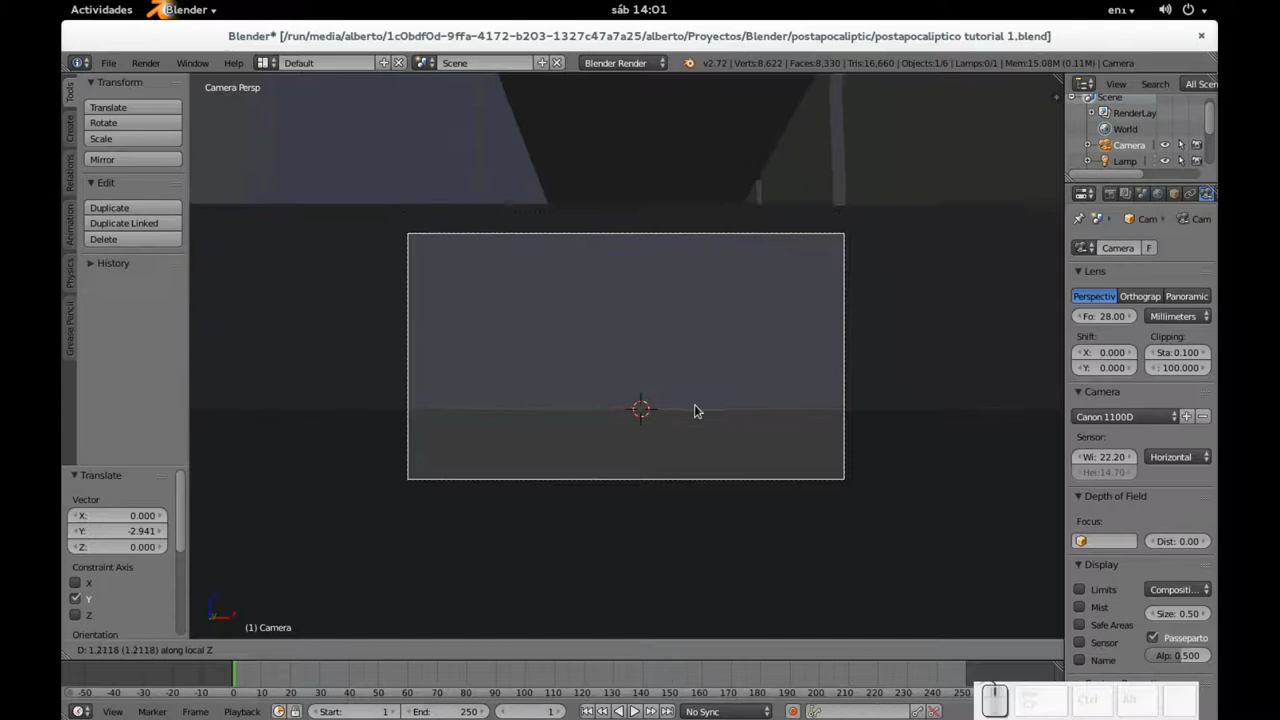 Actividades Blender sáb 14:01 en₁
Blender* [/run/media/alberto/1c0bdf0d-9ffa-4172-b203-1327c47a7a25/alberto/Proyectos/Blender/postapocaliptic/postapocaliptico tutorial 1.blend]
File Render Window Help Default Scene Blender Render v2.72 | Verts:8,622 | Faces:8,330 | Tris:16,660 | Objects:1/6 | Lamps:0/1 | Mem:15.08M (0.11M) | Camera
Transform
Translate
Rotate
Scale
Mirror
Edit
Duplicate
Duplicate Linked
Delete
History
Tools
Create
Relations
Animation
Physics
Grease Pencil
Translate
Vector
X: 0.000
Y: -2.941
Z: 0.000
Constraint Axis
X
Y
Z
Orientation
Camera Persp
(1) Camera
D: 1.2118 (1.2118) along local Z
View Search All Scen
Scene
RenderLay
World
Camera
Lamp
Cam Cam
Camera F
Lens
Perspectiv Orthograp Panoramic
Fo: 28.00 Millimeters
Shift: Clipping:
X: 0.000 Sta: 0.100
Y: 0.000 : 100.000
Camera
Canon 1100D
Sensor:
Wi: 22.20 Horizontal
Hei: 14.70
Depth of Field
Focus:
Dist: 0.00
Display
Limits Compositi...
Mist Size: 0.50
Safe Areas
Sensor Passeparto
Name Alp: 0.500
-50 -40 -30 -20 -10 0 10 20 30 40 50 60 70 80 90 100 110 120 130 140 150 160 170 180 190 200 210 220 230 240 250
View Marker Frame Playback Start: 1 End: 250 1 No Sync
Ctrl Alt